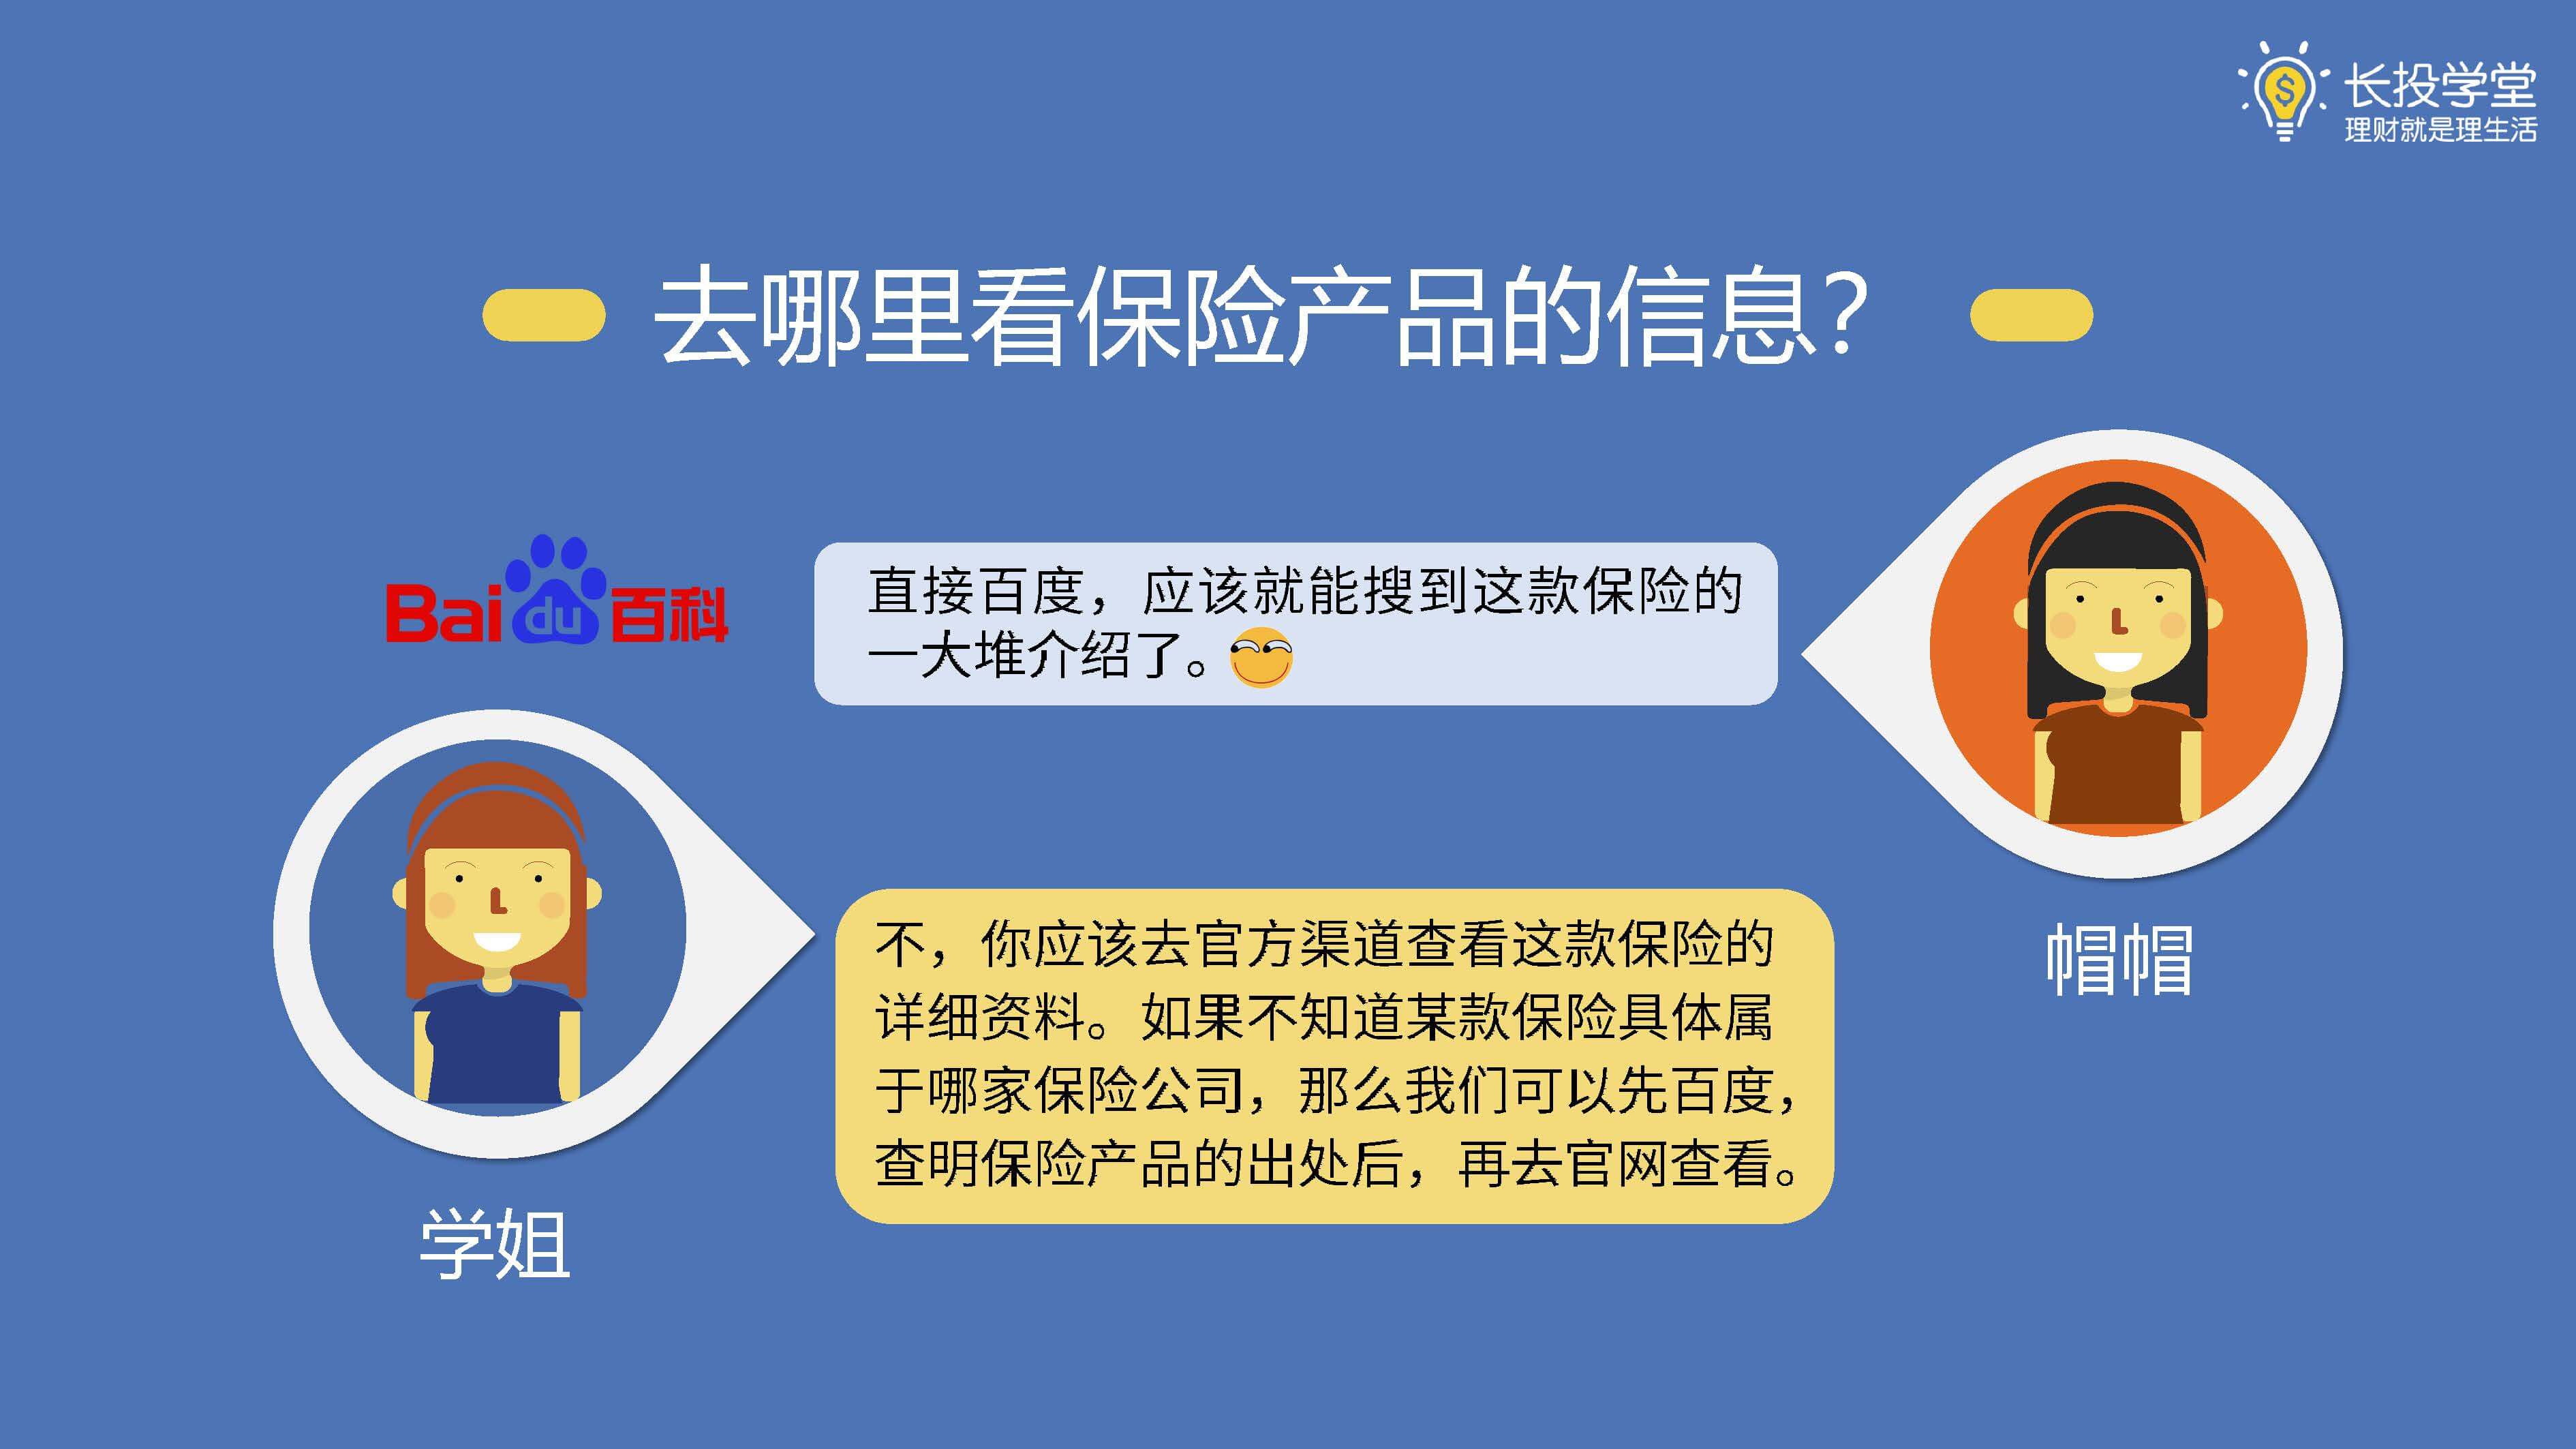 长投学堂
理财就是理生活
去哪里看保险产品的信息?
Bai du 百科
直接百度，应该就能搜到这款保险的
一大堆介绍了。
帽帽
不，你应该去官方渠道查看这款保险的
详细资料。如果不知道某款保险具体属
于哪家保险公司，那么我们可以先百度，
查明保险产品的出处后，再去官网查看。
学姐